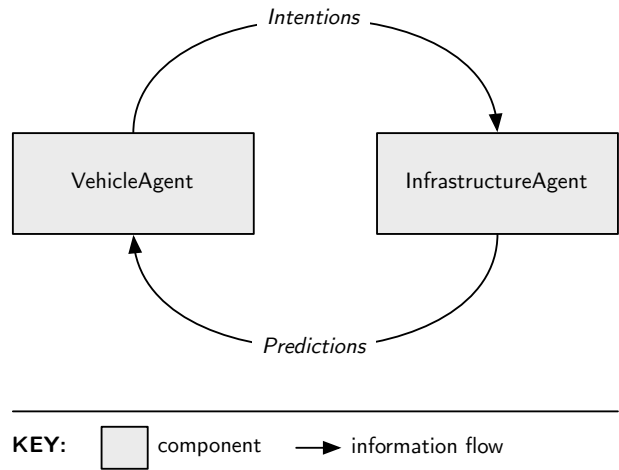 Intentions
VehicleAgent
InfrastructureAgent
Predictions
KEY: component information flow